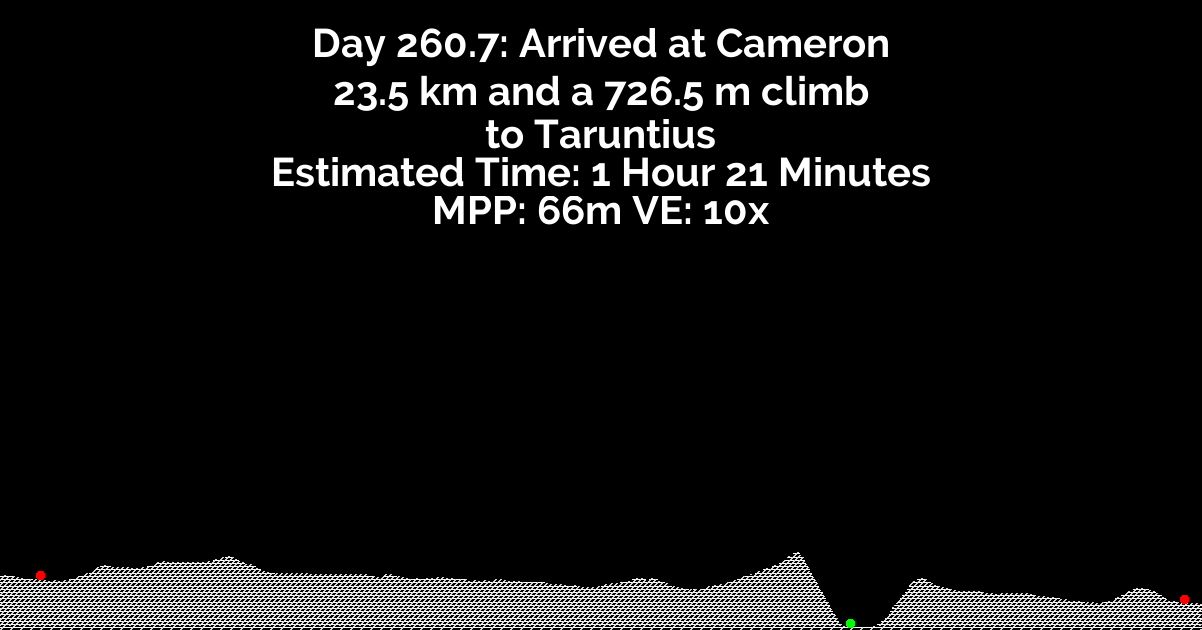 Day 260.7: Arrived at Cameron
23.5 km and a 726.5 m climb
to Taruntius
Estimated Time: 1 Hour 21 Minutes
MPP: 66m VE: 10x